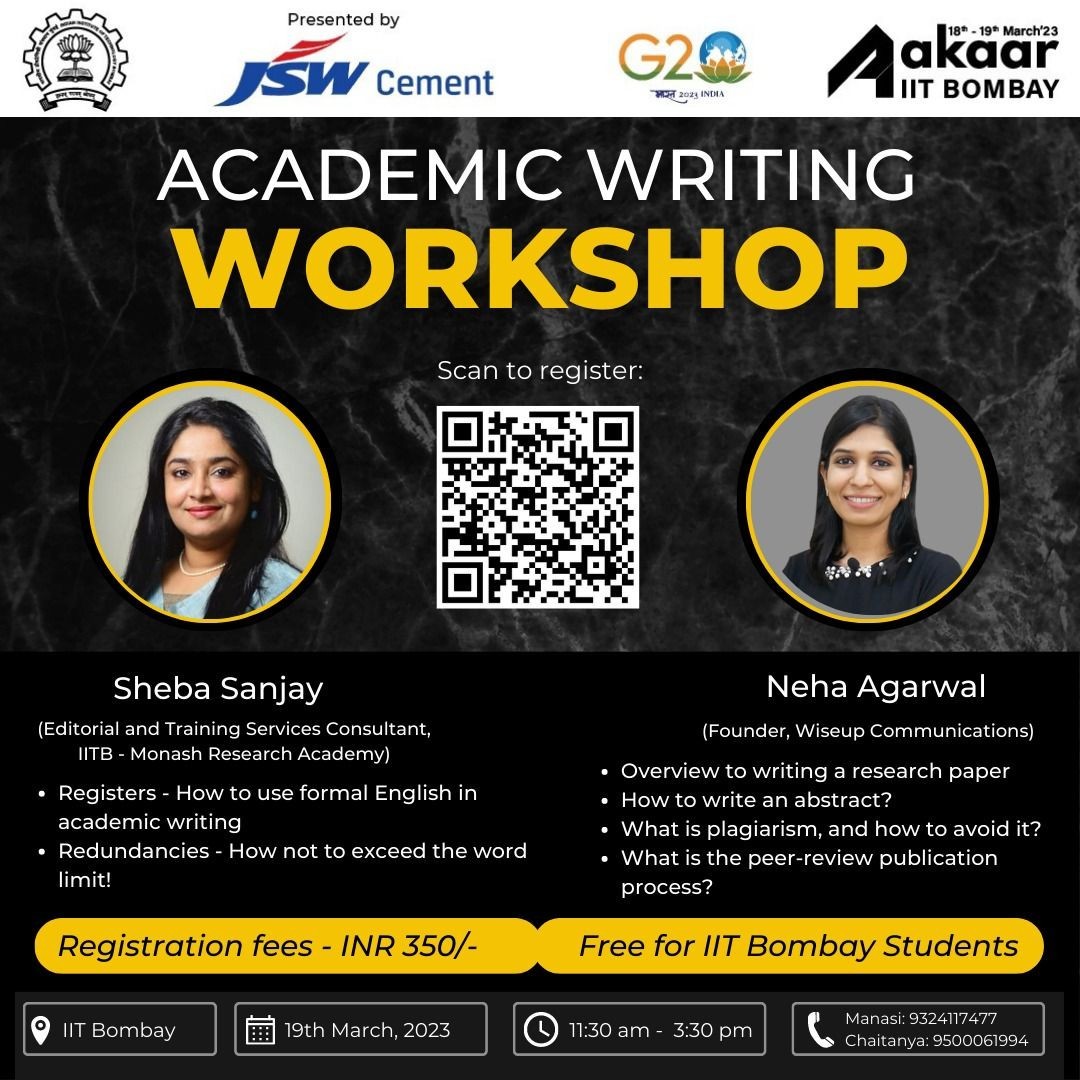 Presented by
JSW Cement
G20
भारत 2023 INDIA
18th - 19th March'23
Aakaar
IIT BOMBAY
ACADEMIC WRITING
WORKSHOP
Scan to register:
Sheba Sanjay
(Editorial and Training Services Consultant,
IITB - Monash Research Academy)
• Registers - How to use formal English in
academic writing
• Redundancies - How not to exceed the word
limit!
Neha Agarwal
(Founder, Wiseup Communications)
• Overview to writing a research paper
• How to write an abstract?
• What is plagiarism, and how to avoid it?
• What is the peer-review publication
process?
Registration fees - INR 350/-
Free for IIT Bombay Students
IIT Bombay
19th March, 2023
11:30 am - 3:30 pm
Manasi: 9324117477
Chaitanya: 9500061994